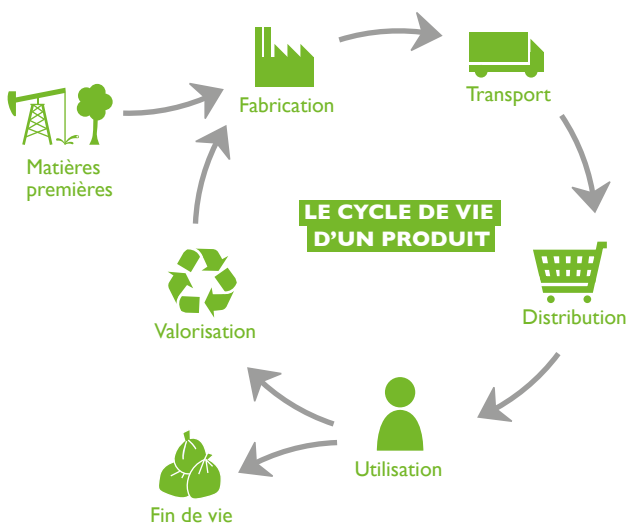 Fabrication
Transport
Matières
premières
LE CYCLE DE VIE
D'UN PRODUIT
Distribution
Valorisation
Utilisation
Fin de vie